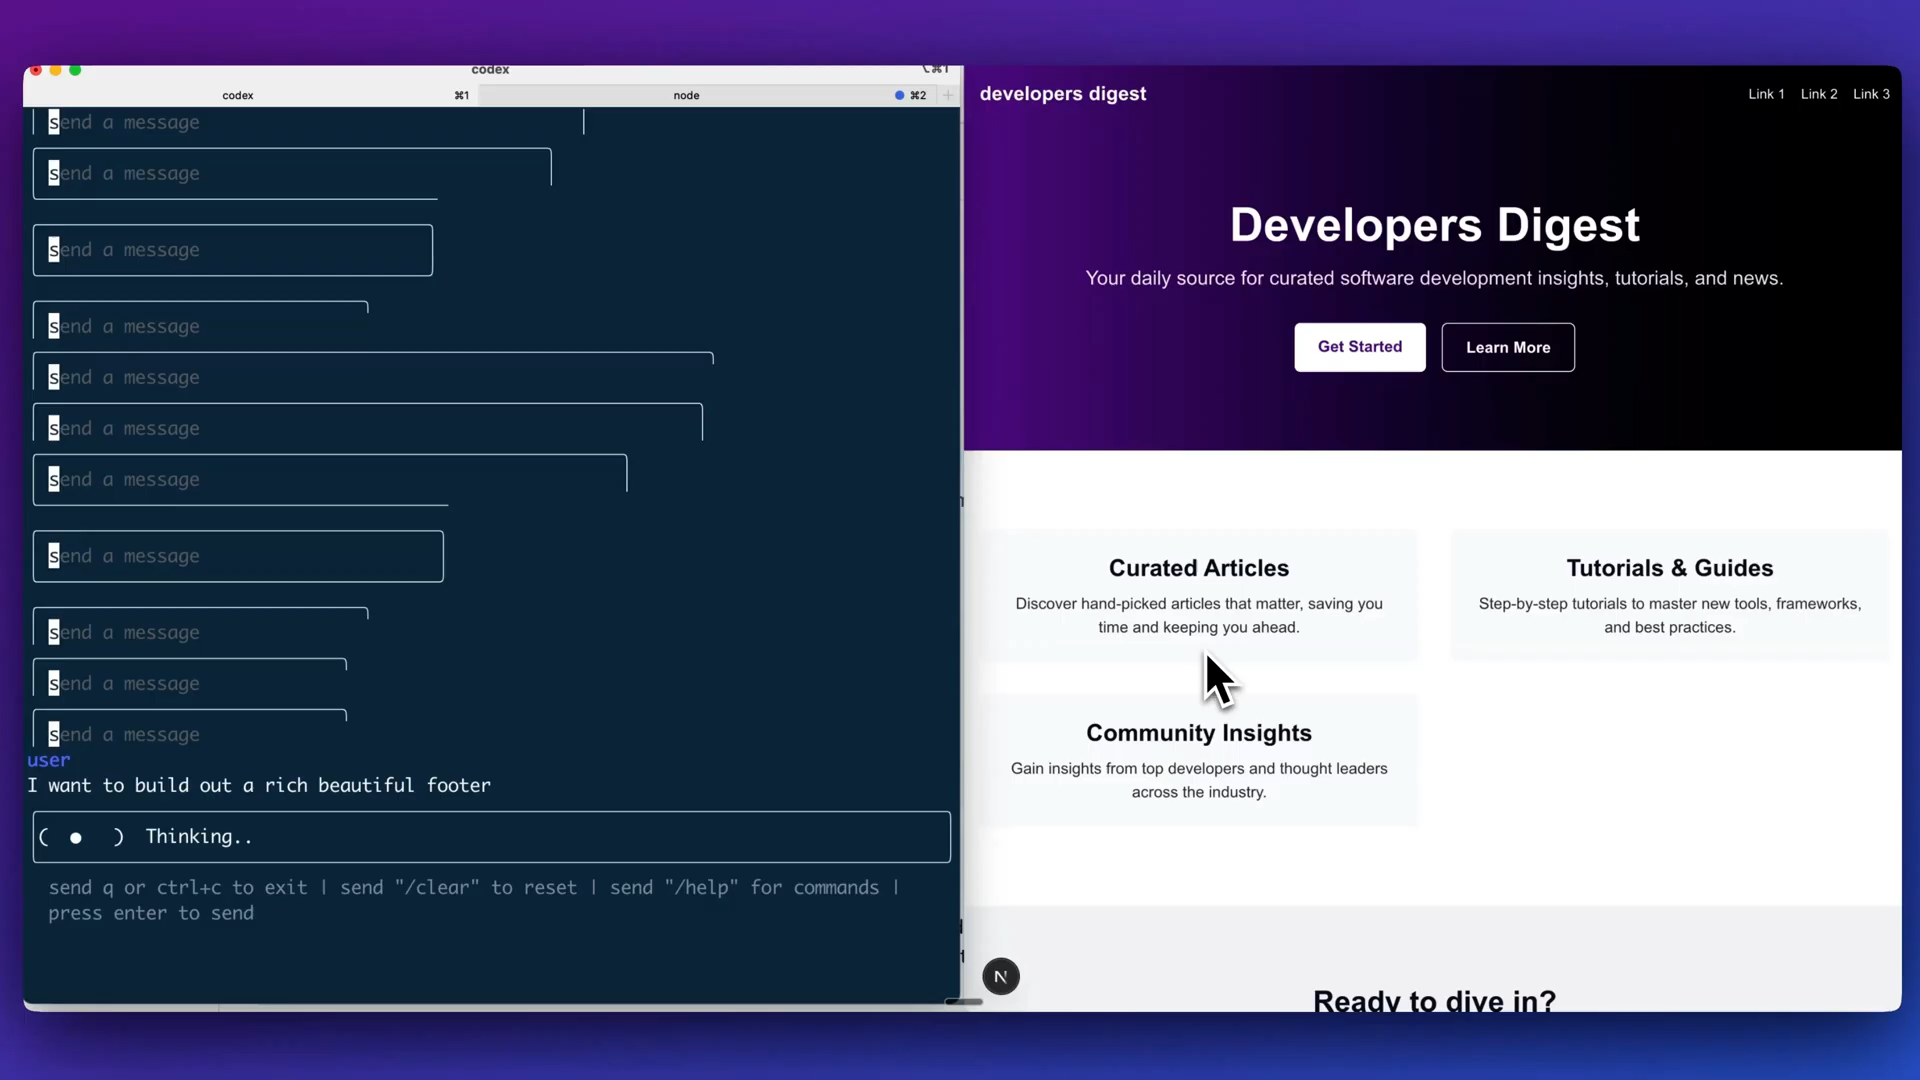 codex
⌥⌘1
codex
⌘1
node
⌘2
+
send a message
send a message
send a message
send a message
send a message
send a message
send a message
send a message
send a message
send a message
send a message
user
I want to build out a rich beautiful footer
( ● ) Thinking..
send q or ctrl+c to exit | send "/clear" to reset | send "/help" for commands |
press enter to send
developers digest
Link 1
Link 2
Link 3
Developers Digest
Your daily source for curated software development insights, tutorials, and news.
Get Started
Learn More
Curated Articles
Discover hand-picked articles that matter, saving you
time and keeping you ahead.
Tutorials & Guides
Step-by-step tutorials to master new tools, frameworks,
and best practices.
Community Insights
Gain insights from top developers and thought leaders
across the industry.
N
Ready to dive in?